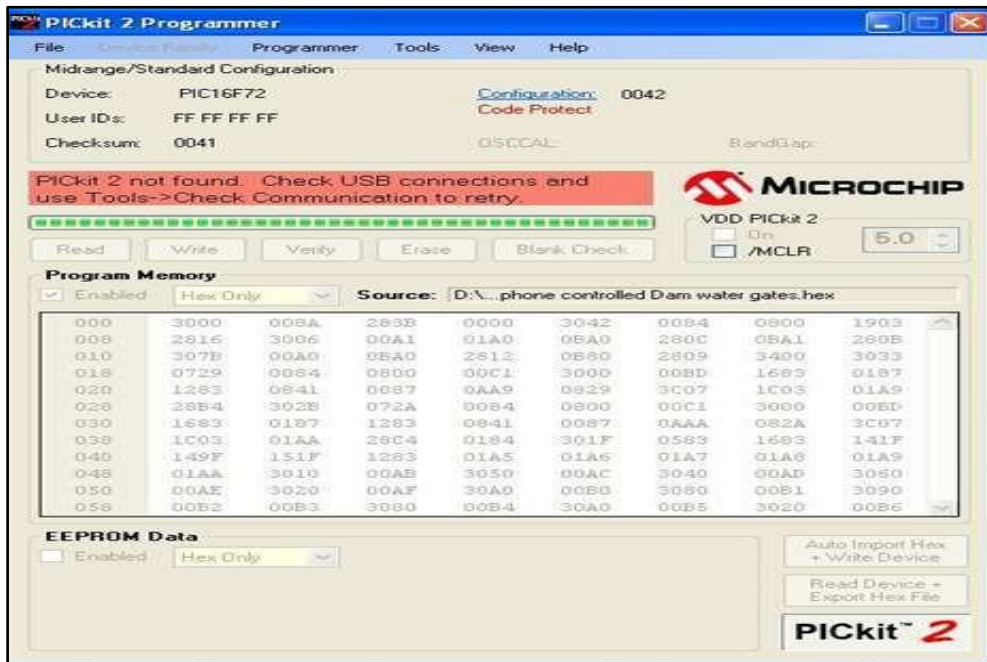 PICkit 2 Programmer
File Device Family Programmer Tools View Help
Midrange/Standard Configuration
Device: PIC16F72 Configuration: 0042
Code Protect
User IDs: FF FF FF FF
Checksum: 0041 OSCCAL: BandGap:
PICkit 2 not found. Check USB connections and
use Tools->Check Communication to retry.
MICROCHIP
VDD PICkit 2
On
/MCLR
5.0
Read Write Verify Erase Blank Check
Program Memory
Enabled Hex Only Source: D:\...phone controlled Dam water gates.hex
000 3000 008A 283B 0000 3042 00B4 0800 1903
008 2816 3006 00A1 01A0 0BA0 280C 0BA1 280B
010 307B 00A0 0BA0 2812 0B80 2809 3400 3033
018 0729 0084 0800 00C1 3000 00BD 1683 0187
020 1283 0841 0087 0AA9 0829 3C07 1C03 01A9
028 28B4 302B 072A 0084 0800 00C1 3000 00BD
030 1683 0187 1283 0841 0087 0AAA 082A 3C07
038 1C03 01AA 28C4 0184 301F 0583 1683 141F
040 149F 151F 1283 01A5 01A6 01A7 01A8 01A9
048 01AA 3010 00AB 3050 00AC 3040 00AD 3060
050 00AE 3020 00AF 30A0 00B0 3080 00B1 3090
058 00B2 00B3 3080 00B4 30A0 00B5 3020 00B6
EEPROM Data
Enabled Hex Only
Auto Import Hex
+ Write Device
Read Device +
Export Hex File
PICkit™ 2